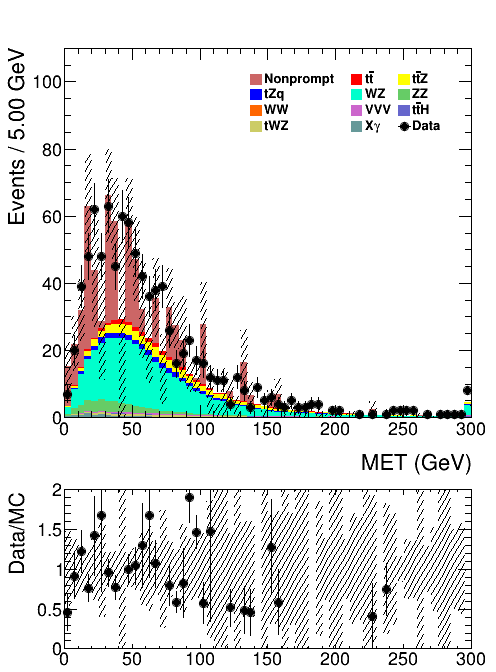 Events / 5.00 GeV
100
80
60
40
20
0
Nonprompt tt̄ tt̄Z
tZq WZ ZZ
WW VVV tt̄H
tWZ Xγ Data
0 50 100 150 200 250 300
MET (GeV)
Data/MC
2
1.5
1
0.5
0
0 50 100 150 200 250 300